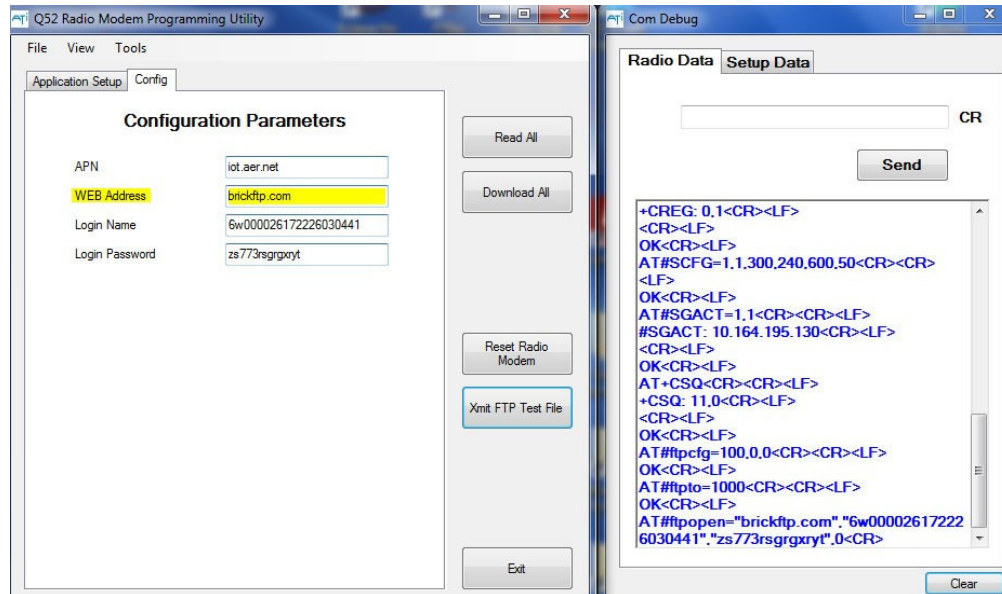 ATi Q52 Radio Modem Programming Utility
File View Tools
Application Setup Config
Configuration Parameters
APN iot.aer.net
WEB Address brickftp.com
Login Name 6w000026172226030441
Login Password zs773rsgrgxryt
Read All
Download All
Reset Radio
Modem
Xmit FTP Test File
Exit
ATi Com Debug
Radio Data Setup Data
CR
Send
+CREG: 0,1<CR><LF>
<CR><LF>
OK<CR><LF>
AT#SCFG=1,1,300,240,600,50<CR><CR>
<LF>
OK<CR><LF>
AT#SGACT=1,1<CR><CR><LF>
#SGACT: 10.164.195.130<CR><LF>
<CR><LF>
OK<CR><LF>
AT+CSQ<CR><CR><LF>
+CSQ: 11,0<CR><LF>
<CR><LF>
OK<CR><LF>
AT#ftpcfg=100,0,0<CR><CR><LF>
OK<CR><LF>
AT#ftpto=1000<CR><CR><LF>
OK<CR><LF>
AT#ftpopen="brickftp.com","6w00002617222
6030441","zs773rsgrgxryt",0<CR>
Clear